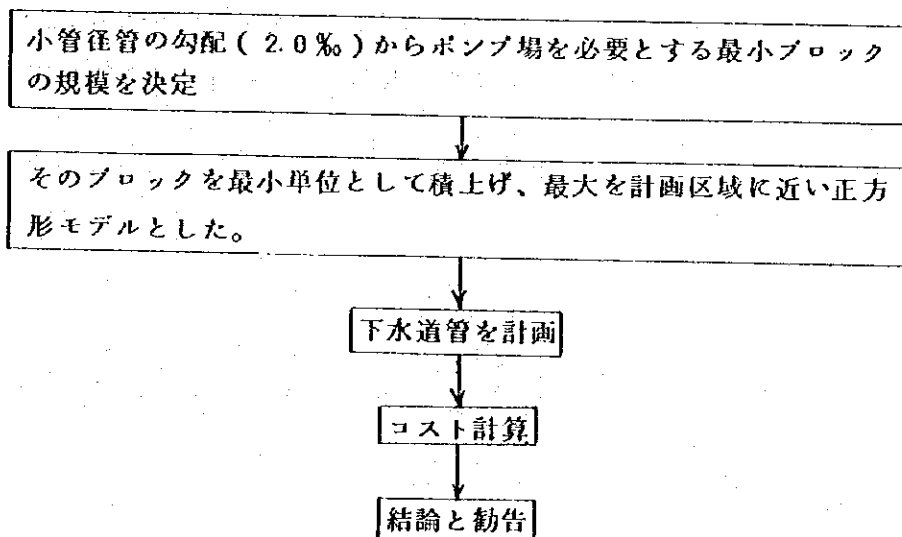 小管径管の勾配( 2.0‰)からポンプ場を必要とする最小ブロック
の規模を決定
そのブロックを最小単位として積上げ、最大を計画区域に近い正方
形モデルとした。
下水道管を計画
コスト計算
結論と勧告